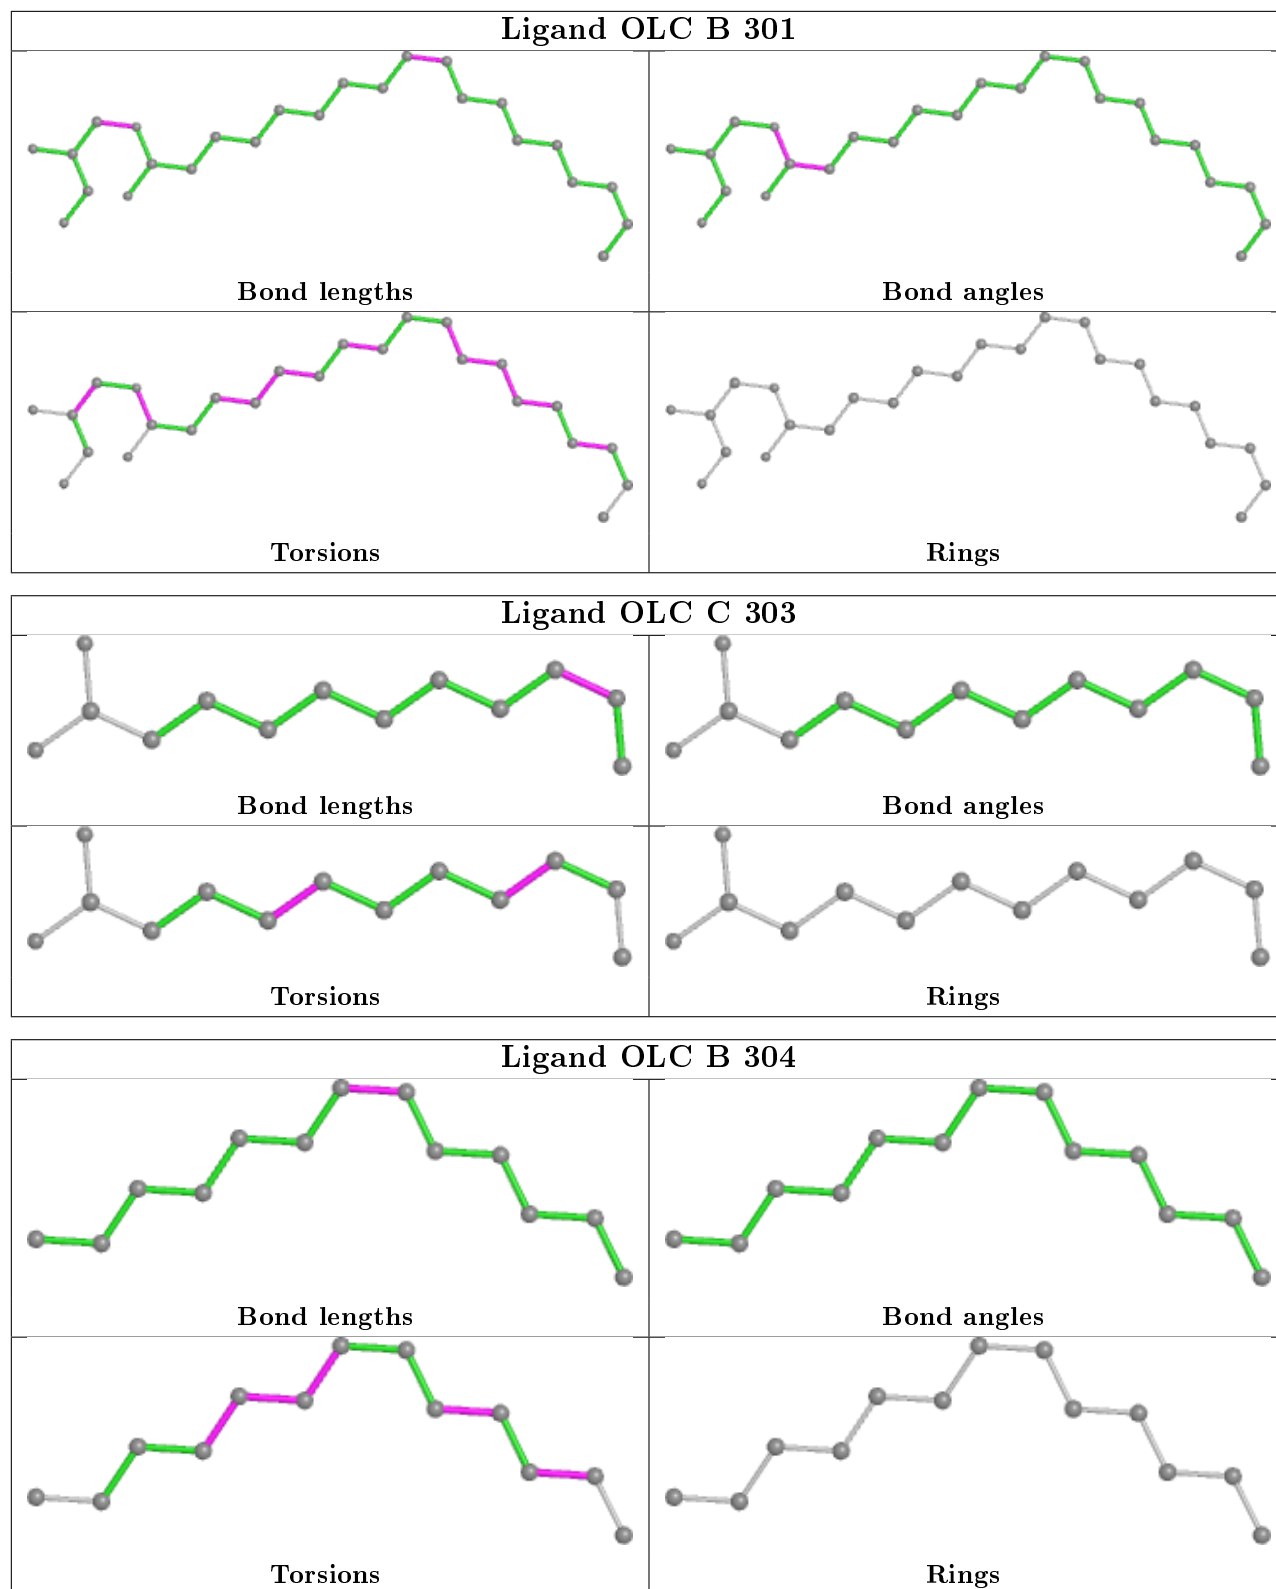 Ligand OLC B 301
Bond lengths
Bond angles
Torsions
Rings
Ligand OLC C 303
Bond lengths
Bond angles
Torsions
Rings
Ligand OLC B 304
Bond lengths
Bond angles
Torsions
Rings